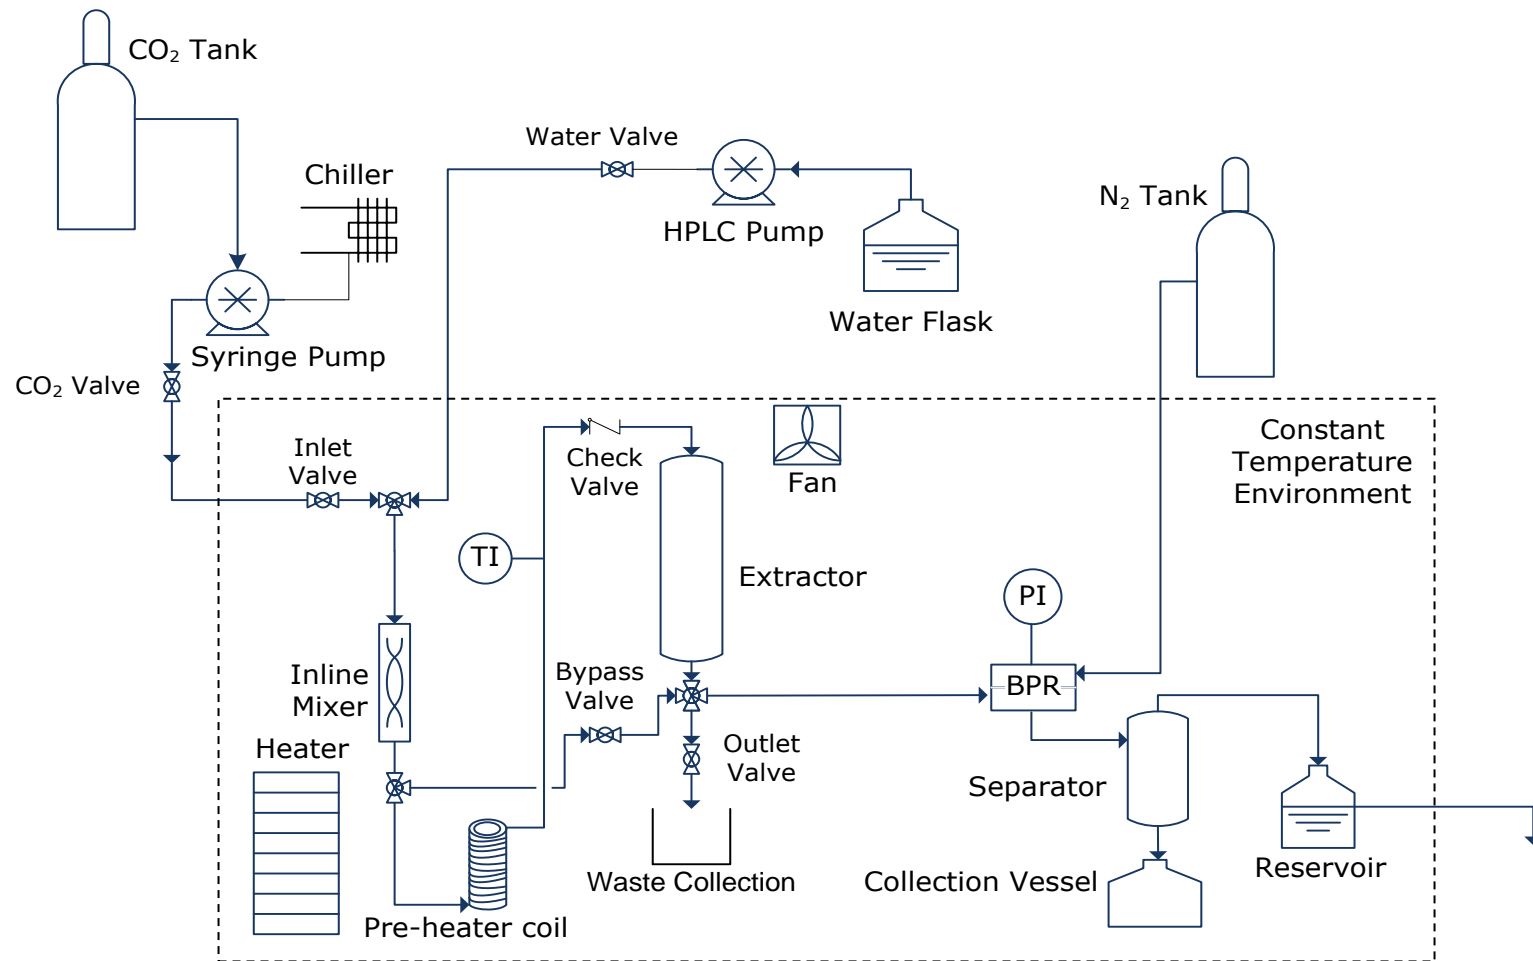 CO₂ Tank
Water Valve
Chiller
N₂ Tank
HPLC Pump
Water Flask
Syringe Pump
CO₂ Valve
Inlet
Valve
Check
Valve
Fan
Constant
Temperature
Environment
TI
Extractor
PI
Inline
Mixer
Bypass
Valve
BPR
Heater
Outlet
Valve
Separator
Waste Collection
Collection Vessel
Reservoir
Pre-heater coil